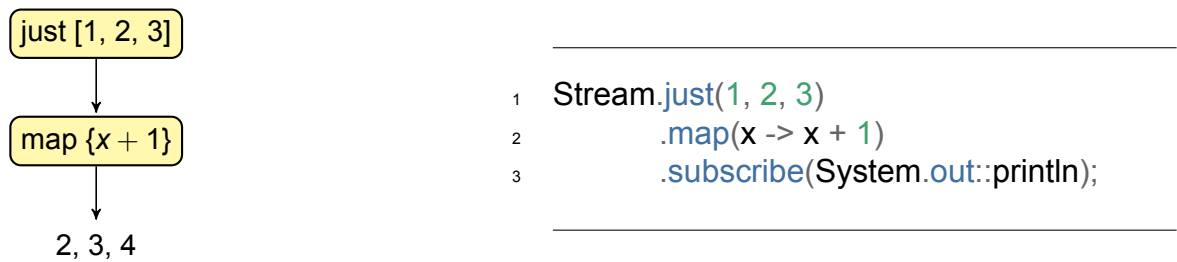 just [1, 2, 3]
map {x + 1}
2, 3, 4
1 Stream.just(1, 2, 3)
2 .map(x -> x + 1)
3 .subscribe(System.out::println);